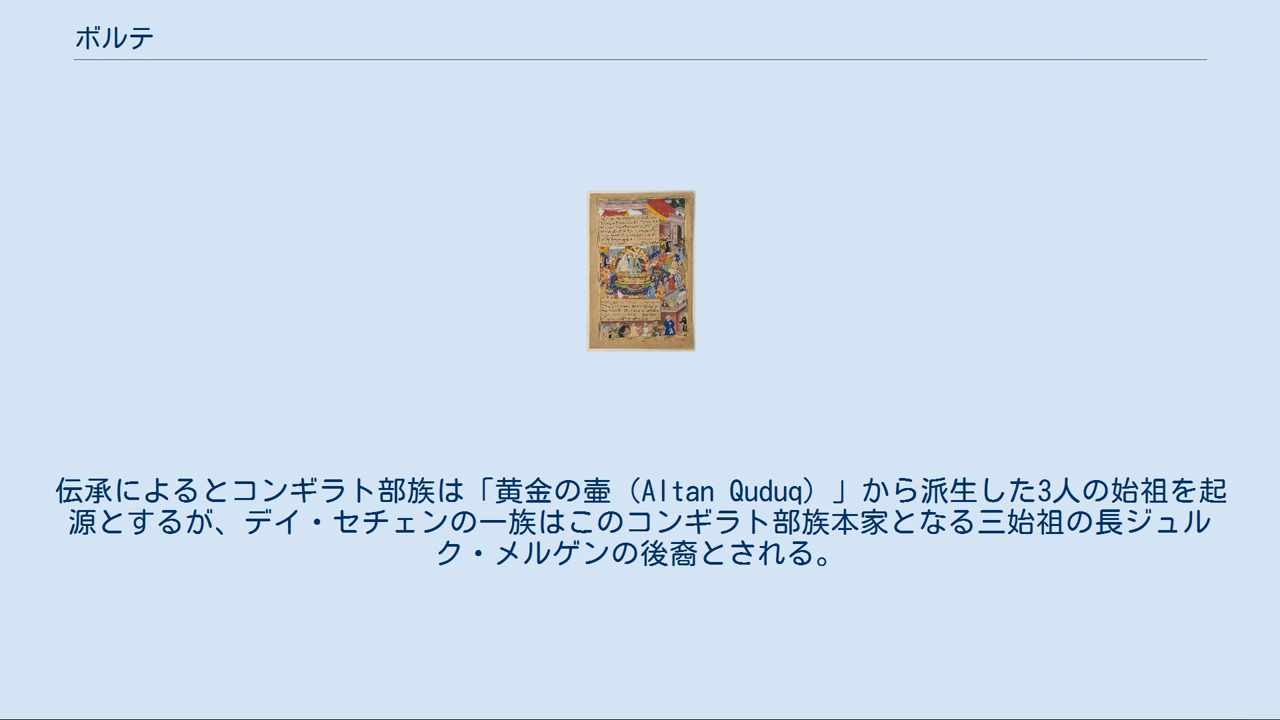 ボルテ
伝承によるとコンギラト部族は「黄金の壷（Altan Quduq）」から派生した3人の始祖を起
源とするが、デイ・セチェンの一族はこのコンギラト部族本家となる三始祖の長ジュル
ク・メルゲンの後裔とされる。